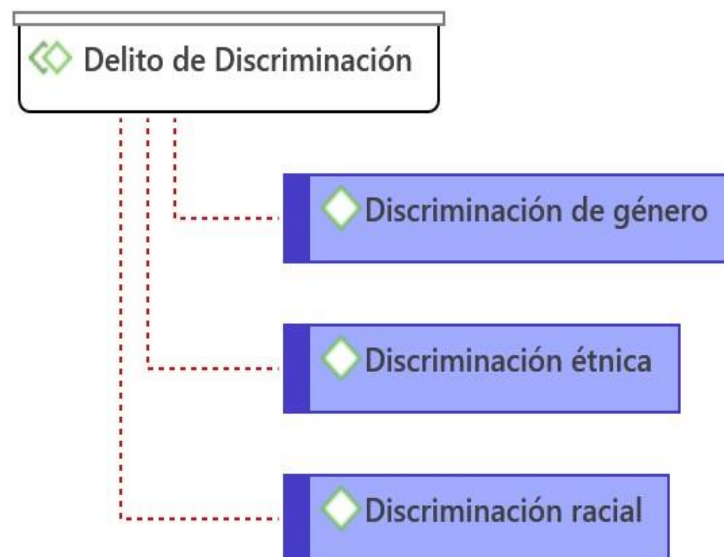 Delito de Discriminación
Discriminación de género
Discriminación étnica
Discriminación racial